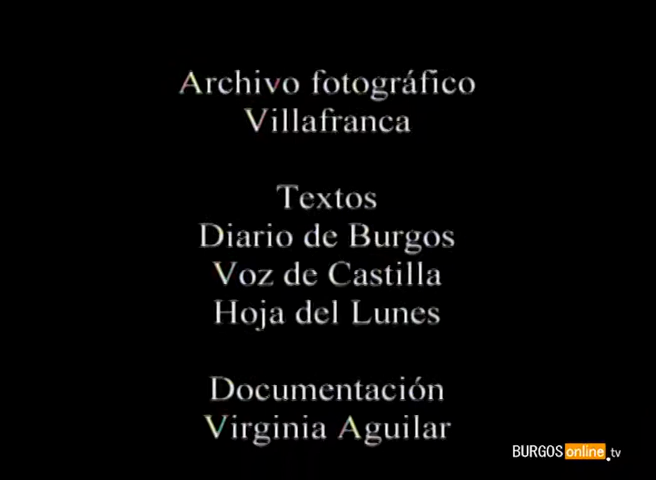 Archivo fotográfico
Villafranca
Textos
Diario de Burgos
Voz de Castilla
Hoja del Lunes
Documentación
Virginia Aguilar
BURGOSonline.tv